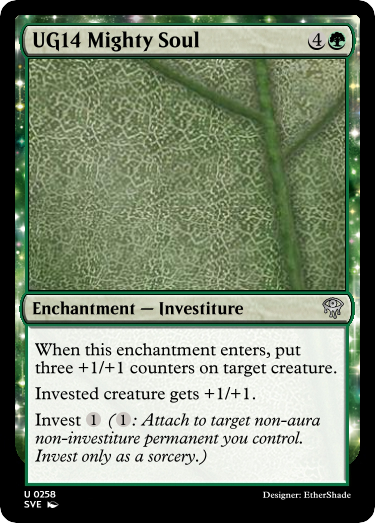 UG14 Mighty Soul 4
Enchantment — Investiture
When this enchantment enters, put
three +1/+1 counters on target creature.
Invested creature gets +1/+1.
Invest 1 (1: Attach to target non-aura
non-investiture permanent you control.
Invest only as a sorcery.)
U 0258
SVE
Designer: EtherShade